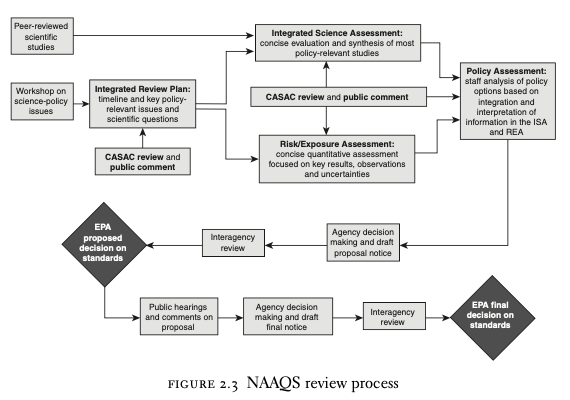 Peer-reviewed
scientific
studies
Integrated Science Assessment:
concise evaluation and synthesis of most
policy-relevant studies
Workshop on
science-policy
issues
Integrated Review Plan:
timeline and key policy-
relevant issues and
scientific questions
CASAC review and public comment
Policy Assessment:
staff analysis of policy
options based on
integration and
interpretation of
information in the ISA
and REA
CASAC review and
public comment
Risk/Exposure Assessment:
concise quantitative assessment
focused on key results, observations
and uncertainties
EPA
proposed
decision on
standards
Interagency
review
Agency decision
making and draft
proposal notice
Public hearings
and comments on
proposal
Agency decision
making and draft
final notice
Interagency
review
EPA final
decision on
standards
FIGURE 2.3 NAAQS review process